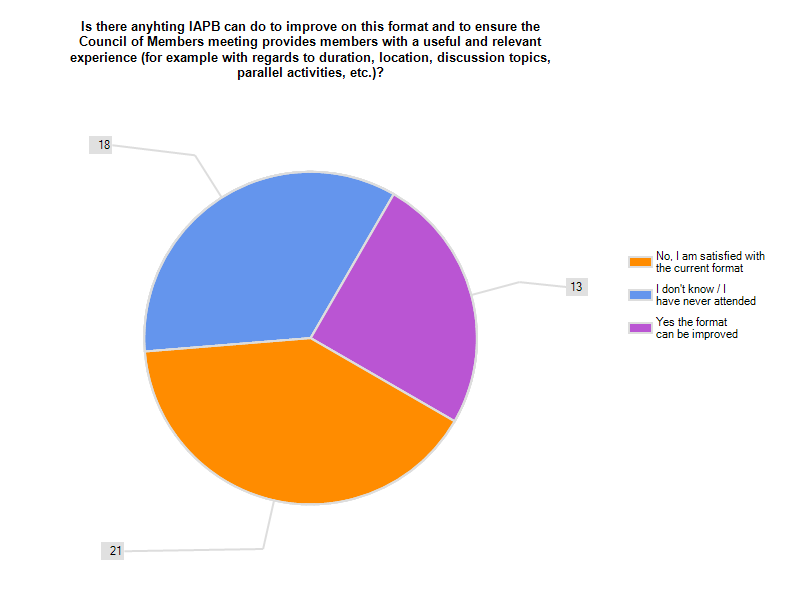 Is there anyhting IAPB can do to improve on this format and to ensure the
Council of Members meeting provides members with a useful and relevant
experience (for example with regards to duration, location, discussion topics,
parallel activities, etc.)?
18
13
No, I am satisfied with
the current format
I don't know / I
have never attended
Yes the format
can be improved
21